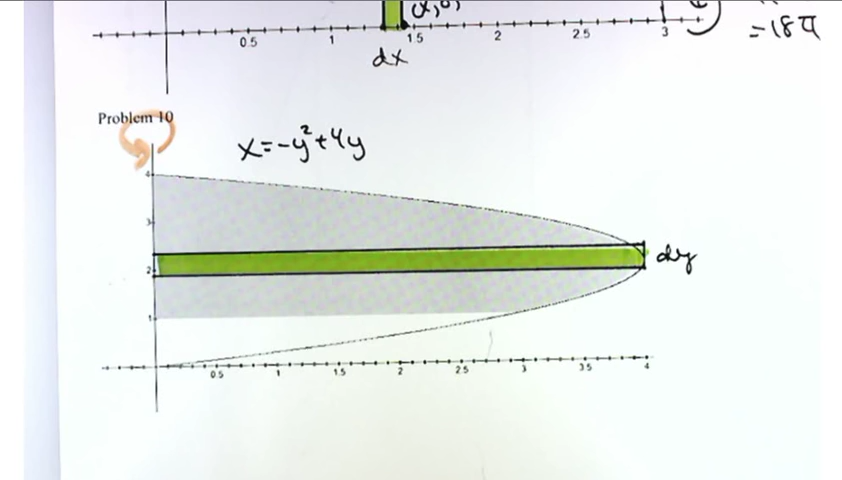 (x,0)
0.5 1 1.5 2 2.5 3
=18π
dx
Problem 10
x=-y²+4y
4
3
dy
2
1
0.5 1 1.5 2 2.5 3 3.5 4